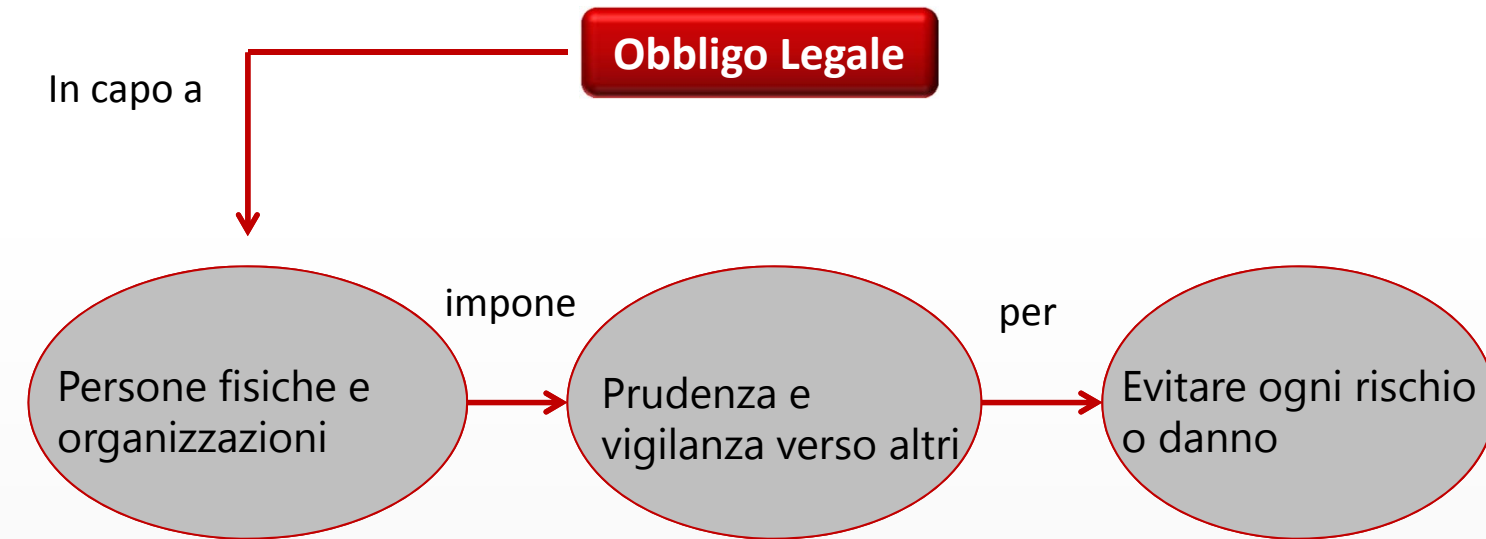 Obbligo Legale
In capo a
impone
per
Persone fisiche e
organizzazioni
Prudenza e
vigilanza verso altri
Evitare ogni rischio
o danno